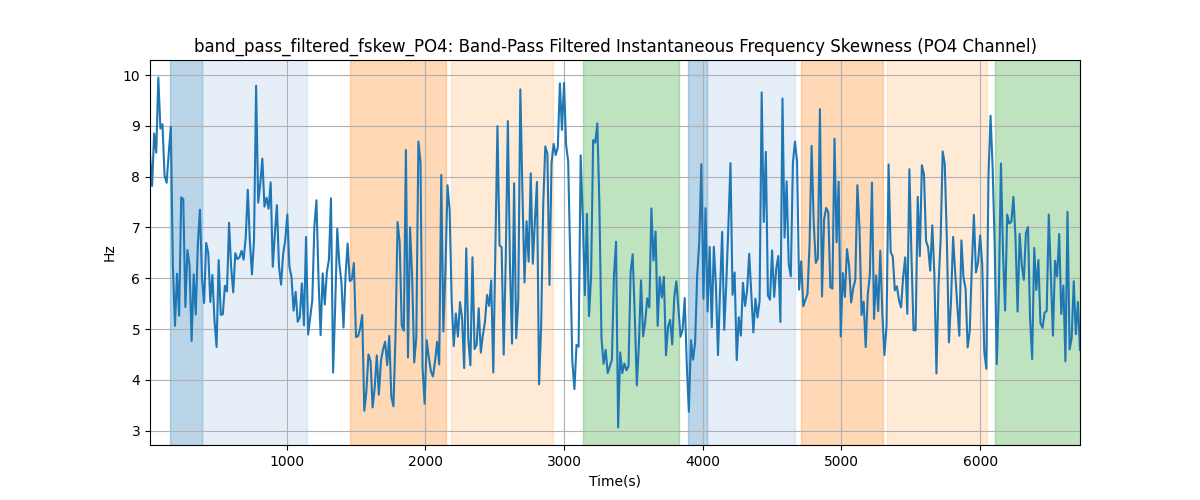 band_pass_filtered_fskew_PO4: Band-Pass Filtered Instantaneous Frequency Skewness (PO4 Channel)
10
9
8
7
6
5
4
3
Hz
1000 2000 3000 4000 5000 6000
Time(s)